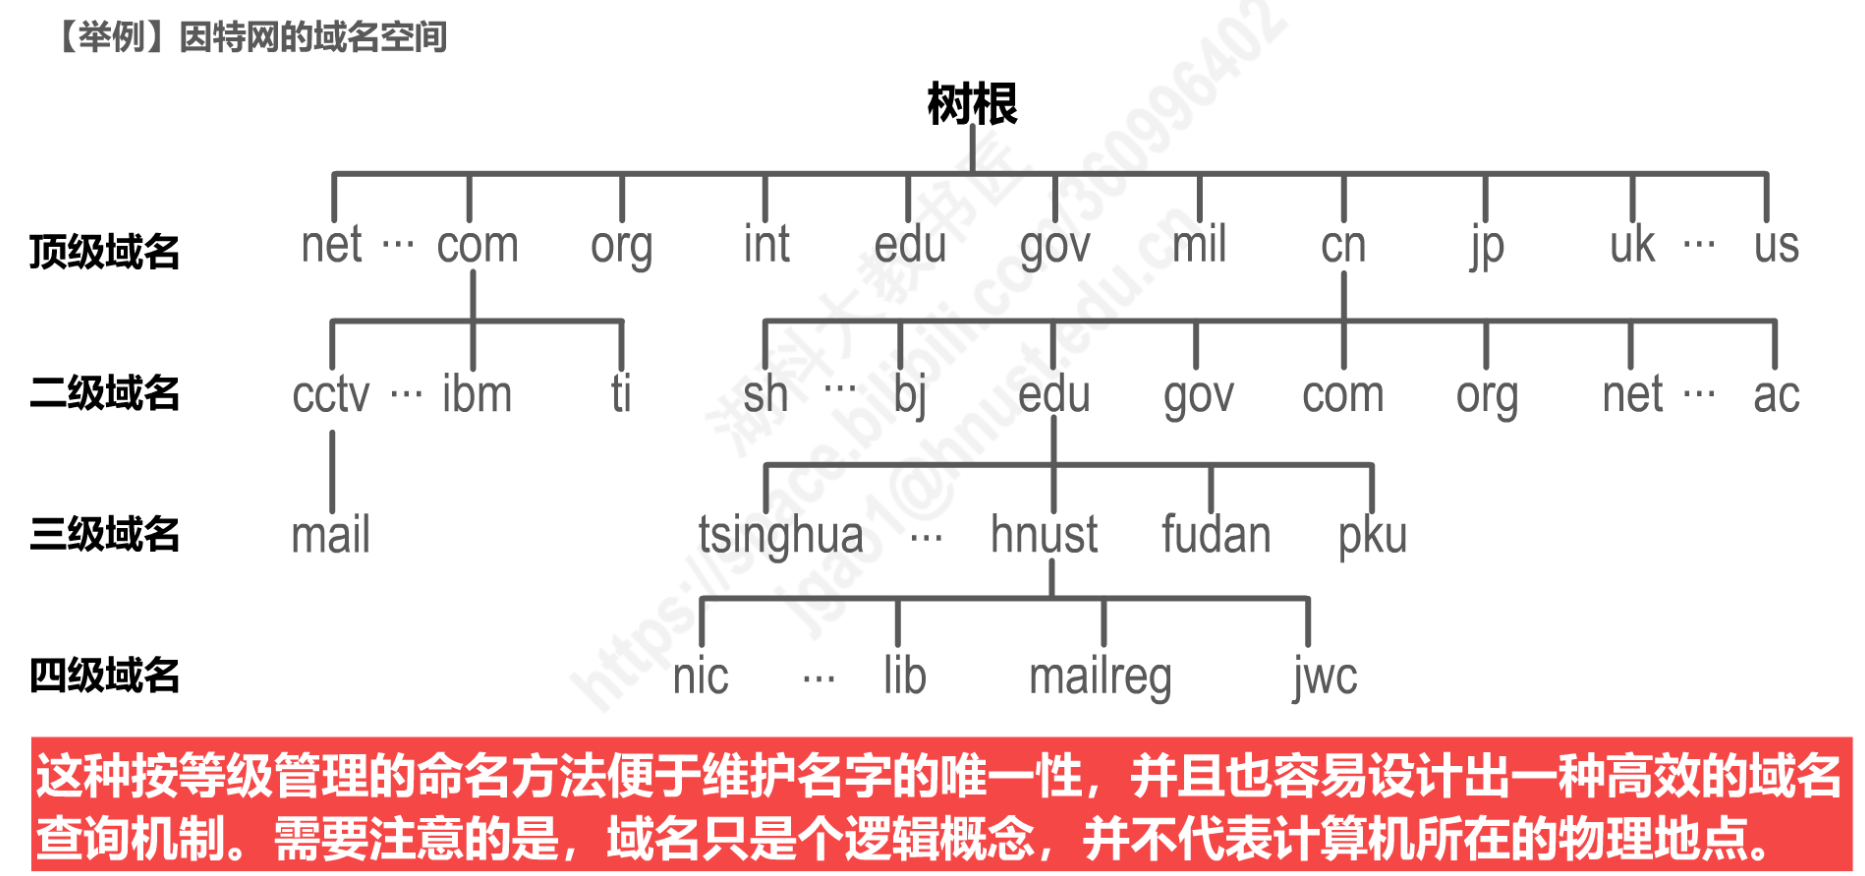 【举例】因特网的域名空间
树根
顶级域名 net … com org int edu gov mil cn jp uk … us
二级域名 cctv … ibm ti sh … bj edu gov com org net … ac
三级域名 mail tsinghua … hnust fudan pku
四级域名 nic … lib mailreg jwc
这种按等级管理的命名方法便于维护名字的唯一性，并且也容易设计出一种高效的域名
查询机制。需要注意的是，域名只是个逻辑概念，并不代表计算机所在的物理地点。
湖科大教书匠
https://space.bilibili.com/360996402
jgao1@hnust.edu.cn